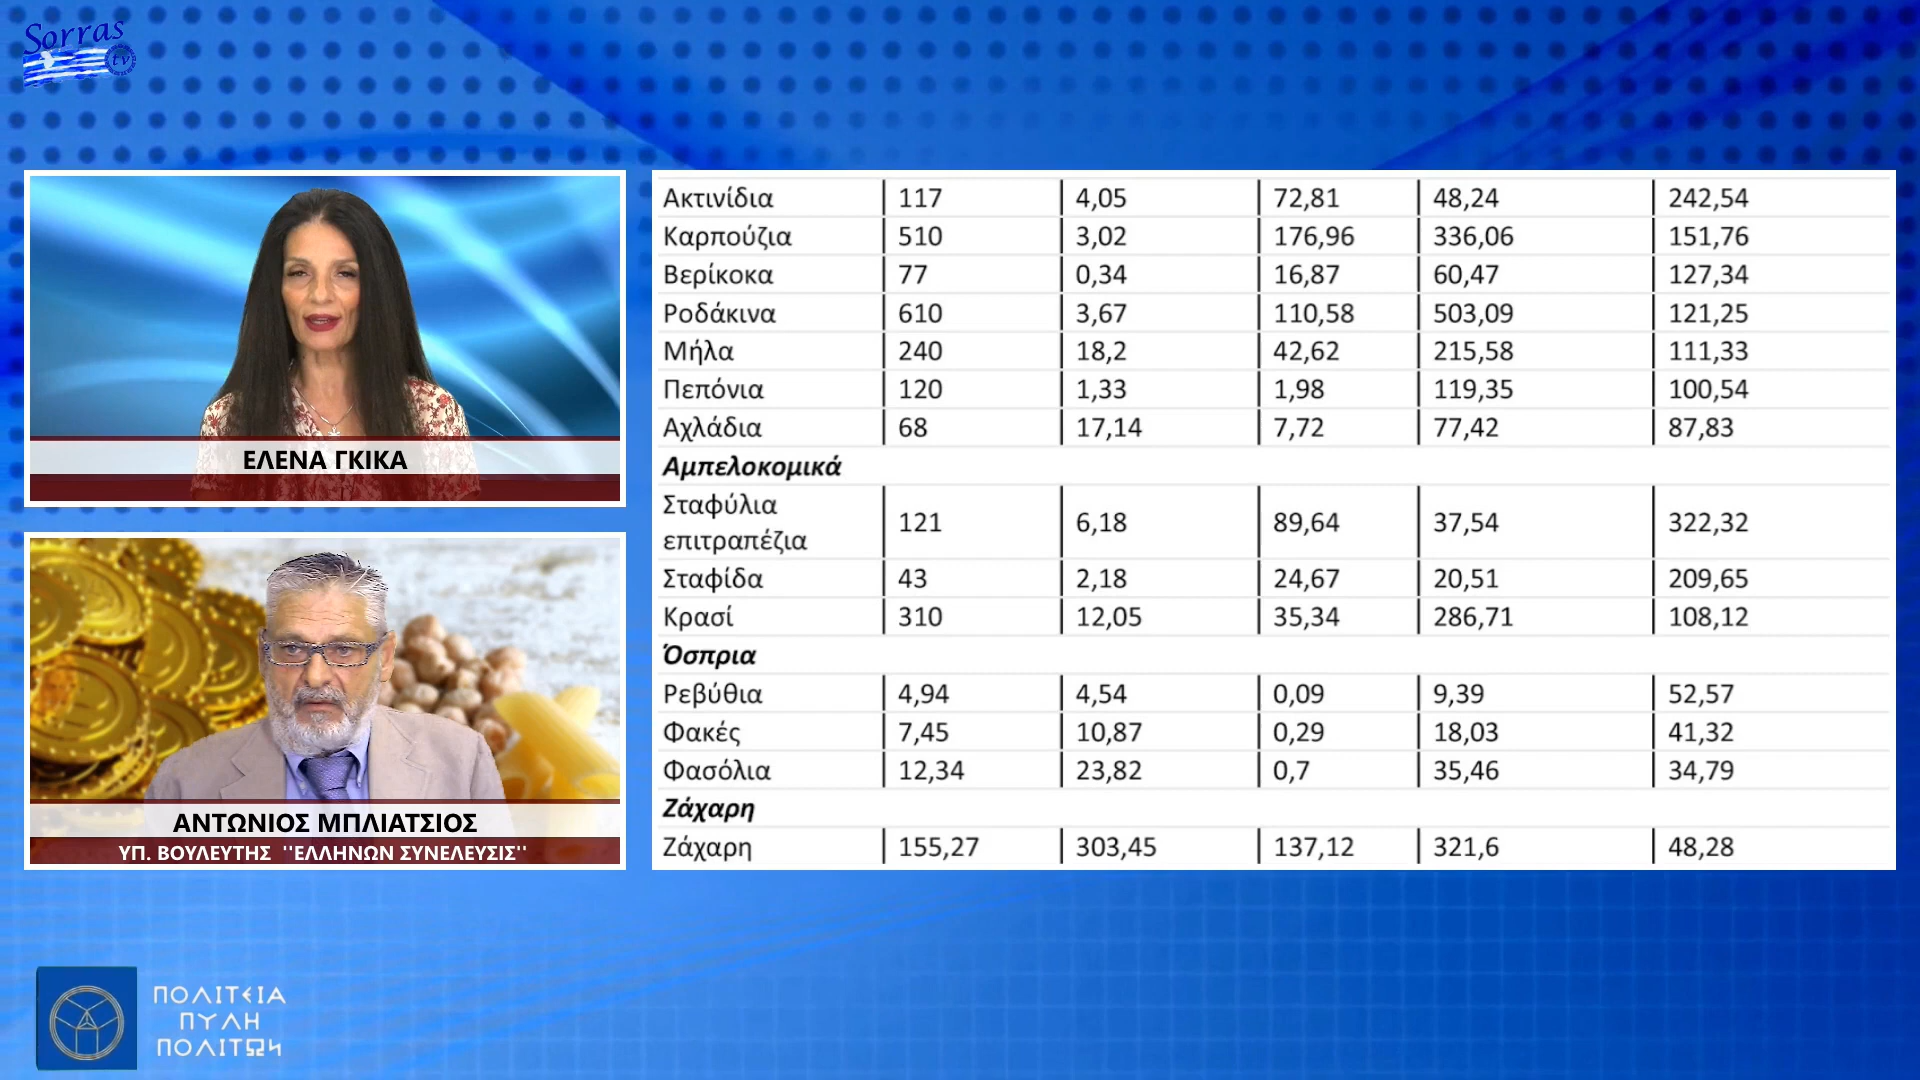 Sorras
tv
ΕΛΕΝΑ ΓΚΙΚΑ
ΑΝΤΩΝΙΟΣ ΜΠΛΙΑΤΣΙΟΣ
ΥΠ. ΒΟΥΛΕΥΤΗΣ ''ΕΛΛΗΝΩΝ ΣΥΝΕΛΕΥΣΙΣ''
Ακτινίδια 117 4,05 72,81 48,24 242,54
Καρπούζια 510 3,02 176,96 336,06 151,76
Βερίκοκα 77 0,34 16,87 60,47 127,34
Ροδάκινα 610 3,67 110,58 503,09 121,25
Μήλα 240 18,2 42,62 215,58 111,33
Πεπόνια 120 1,33 1,98 119,35 100,54
Αχλάδια 68 17,14 7,72 77,42 87,83
Αμπελοκομικά
Σταφύλια
επιτραπέζια 121 6,18 89,64 37,54 322,32
Σταφίδα 43 2,18 24,67 20,51 209,65
Κρασί 310 12,05 35,34 286,71 108,12
Όσπρια
Ρεβύθια 4,94 4,54 0,09 9,39 52,57
Φακές 7,45 10,87 0,29 18,03 41,32
Φασόλια 12,34 23,82 0,7 35,46 34,79
Ζάχαρη
Ζάχαρη 155,27 303,45 137,12 321,6 48,28
ΠΟΛΙΤΕΙΑ
ΠΥΛΗ
ΠΟΛΙΤΩΝ